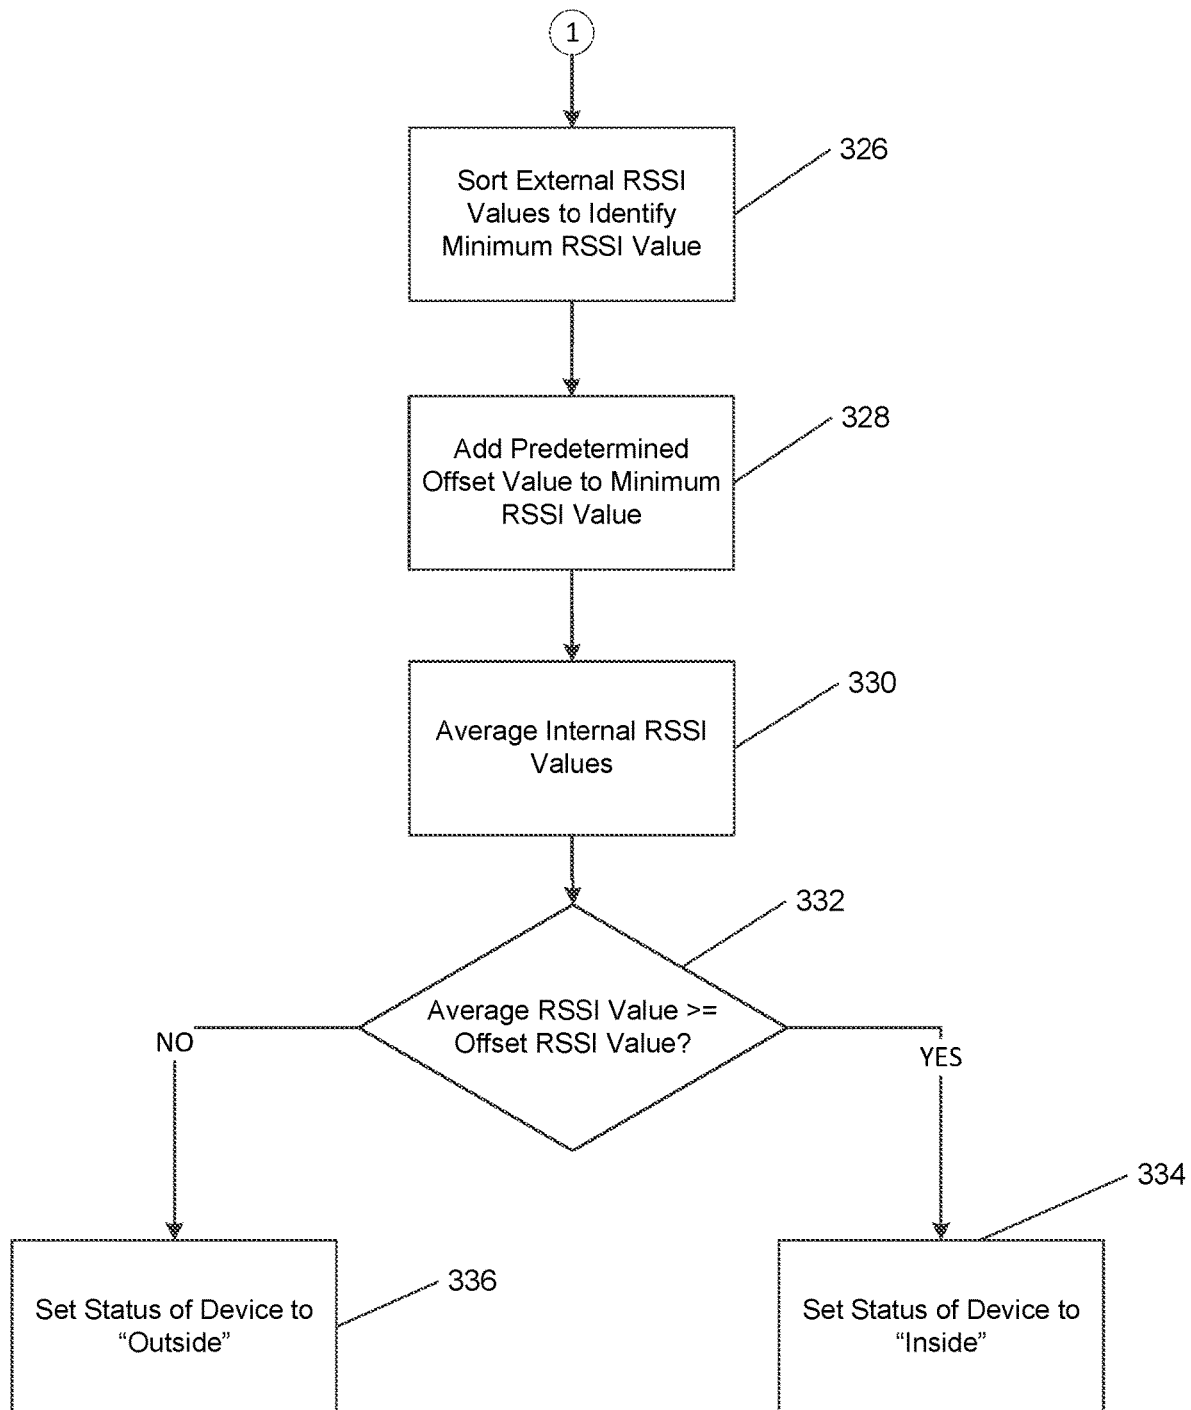 1
326
Sort External RSSI
Values to Identify
Minimum RSSI Value
328
Add Predetermined
Offset Value to Minimum
RSSI Value
330
Average Internal RSSI
Values
332
Average RSSI Value >=
Offset RSSI Value?
NO
YES
334
336
Set Status of Device to
“Outside”
Set Status of Device to
“Inside”